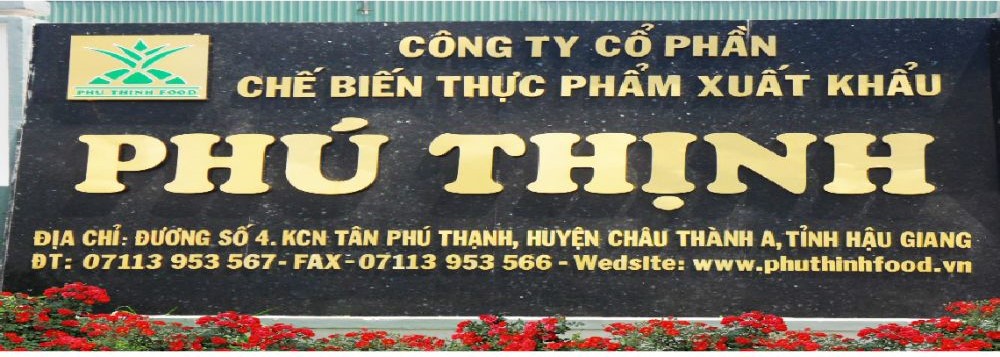 PHU THINH FOOD
CÔNG TY CỔ PHẦN
CHẾ BIẾN THỰC PHẨM XUẤT KHẨU
PHÚ THỊNH
ĐỊA CHỈ: ĐƯỜNG SỐ 4. KCN TÂN PHÚ THẠNH, HUYỆN CHÂU THÀNH A, TỈNH HẬU GIANG
ĐT: 07113 953 567- FAX - 07113 953 566 - Wedsite: www.phuthinhfood.vn